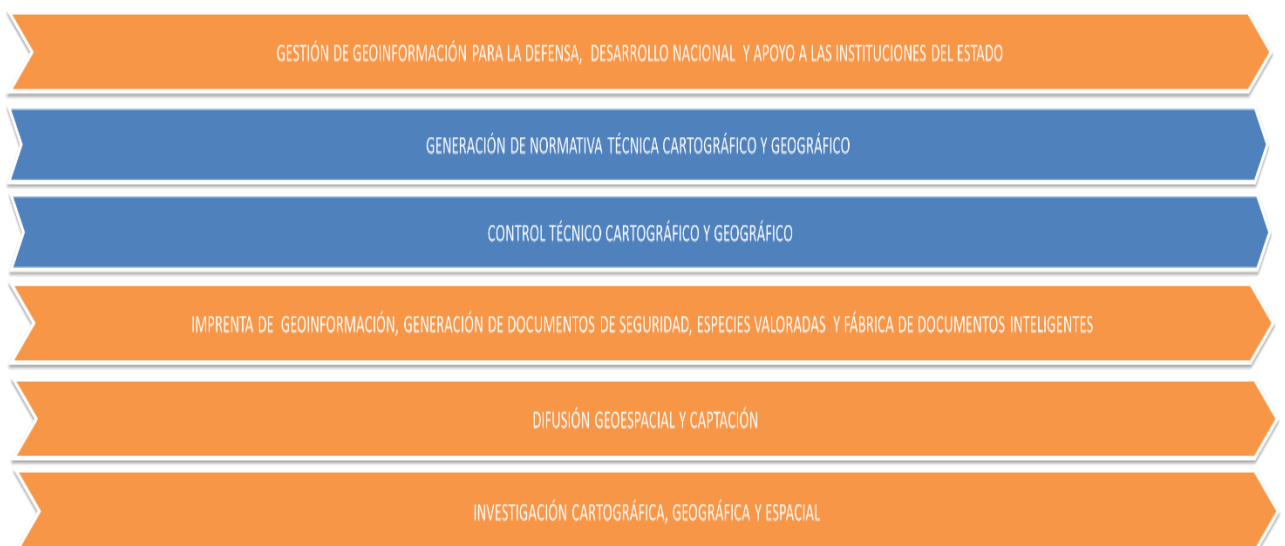 GESTIÓN DE GEOINFORMACIÓN PARA LA DEFENSA, DESARROLLO NACIONAL Y APOYO A LAS INSTITUCIONES DEL ESTADO
GENERACIÓN DE NORMATIVA TÉCNICA CARTOGRÁFICO Y GEOGRÁFICO
CONTROL TÉCNICO CARTOGRÁFICO Y GEOGRÁFICO
IMPRENTA DE GEOINFORMACIÓN, GENERACIÓN DE DOCUMENTOS DE SEGURIDAD, ESPECIES VALORADAS Y FÁBRICA DE DOCUMENTOS INTELIGENTES
DIFUSIÓN GEOESPACIAL Y CAPTACIÓN
INVESTIGACIÓN CARTOGRÁFICA, GEOGRÁFICA Y ESPACIAL